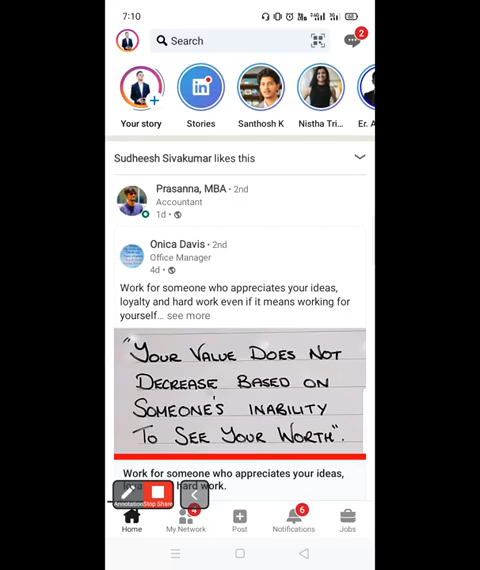 7:10
Search
2
Your story
Stories
Santhosh K
Nistha Tri...
Er. A
Sudheesh Sivakumar likes this
Prasanna, MBA • 2nd
Accountant
1d •
Onica Davis • 2nd
Office Manager
4d •
Work for someone who appreciates your ideas,
loyalty and hard work even if it means working for
yourself... see more
"YOUR VALUE DOES NOT
DECREASE BASED ON
SOMEONE'S INABILITY
TO SEE YOUR WORTH".
Work for someone who appreciates your ideas,
hard work.
Annotation Stop Share
4
6
Home
My Network
Post
Notifications
Jobs